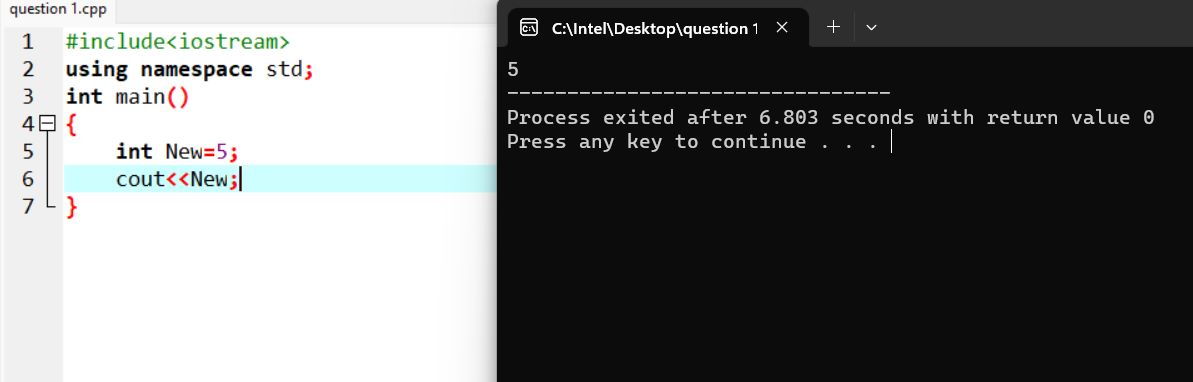 question 1.cpp
1 #include<iostream>
2 using namespace std;
3 int main()
4 {
5 int New=5;
6 cout<<New;
7 }
C:\Intel\Desktop\question 1
5
--------------------------------
Process exited after 6.803 seconds with return value 0
Press any key to continue . . .